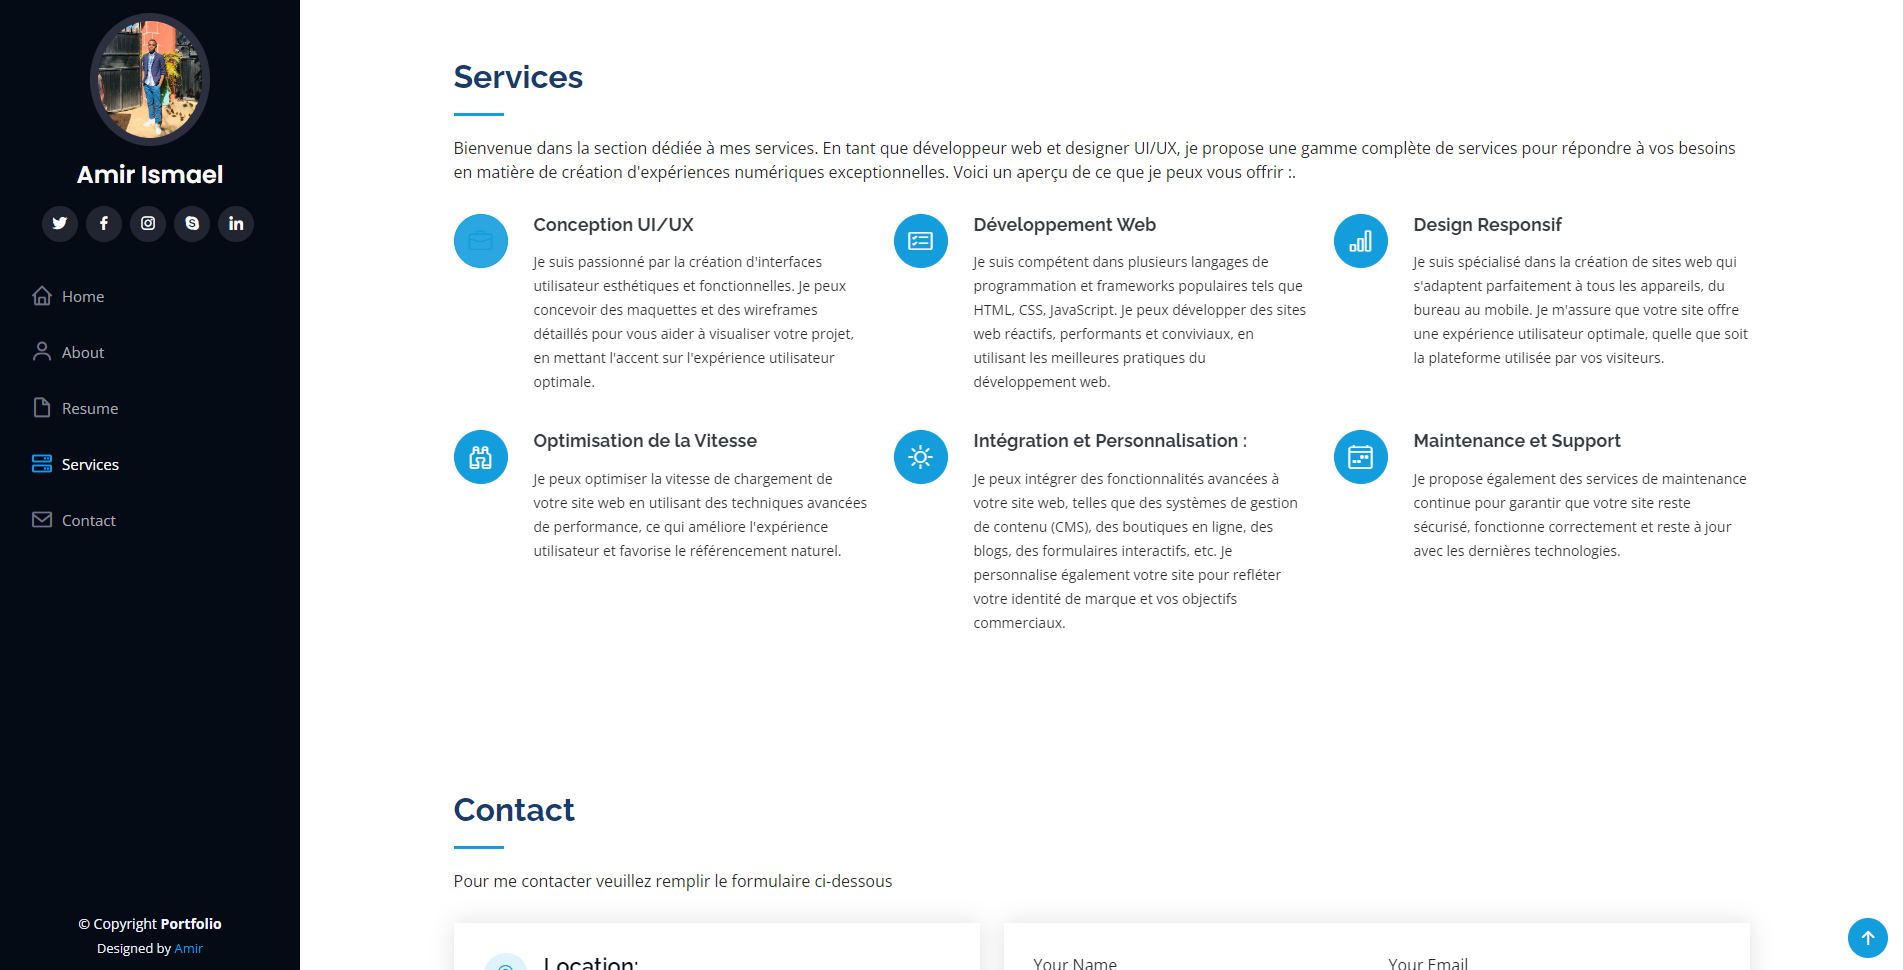 Amir Ismael
Home
About
Resume
Services
Contact
© Copyright Portfolio
Designed by Amir
Services
Bienvenue dans la section dédiée à mes services. En tant que développeur web et designer UI/UX, je propose une gamme complète de services pour répondre à vos besoins
en matière de création d'expériences numériques exceptionnelles. Voici un aperçu de ce que je peux vous offrir :.
Conception UI/UX
Je suis passionné par la création d'interfaces
utilisateur esthétiques et fonctionnelles. Je peux
concevoir des maquettes et des wireframes
détaillés pour vous aider à visualiser votre projet,
en mettant l'accent sur l'expérience utilisateur
optimale.
Développement Web
Je suis compétent dans plusieurs langages de
programmation et frameworks populaires tels que
HTML, CSS, JavaScript. Je peux développer des sites
web réactifs, performants et conviviaux, en
utilisant les meilleures pratiques du
développement web.
Design Responsif
Je suis spécialisé dans la création de sites web qui
s'adaptent parfaitement à tous les appareils, du
bureau au mobile. Je m'assure que votre site offre
une expérience utilisateur optimale, quelle que soit
la plateforme utilisée par vos visiteurs.
Optimisation de la Vitesse
Je peux optimiser la vitesse de chargement de
votre site web en utilisant des techniques avancées
de performance, ce qui améliore l'expérience
utilisateur et favorise le référencement naturel.
Intégration et Personnalisation :
Je peux intégrer des fonctionnalités avancées à
votre site web, telles que des systèmes de gestion
de contenu (CMS), des boutiques en ligne, des
blogs, des formulaires interactifs, etc. Je
personnalise également votre site pour refléter
votre identité de marque et vos objectifs
commerciaux.
Maintenance et Support
Je propose également des services de maintenance
continue pour garantir que votre site reste
sécurisé, fonctionne correctement et reste à jour
avec les dernières technologies.
Contact
Pour me contacter veuillez remplir le formulaire ci-dessous
Location:
Your Name
Your Email